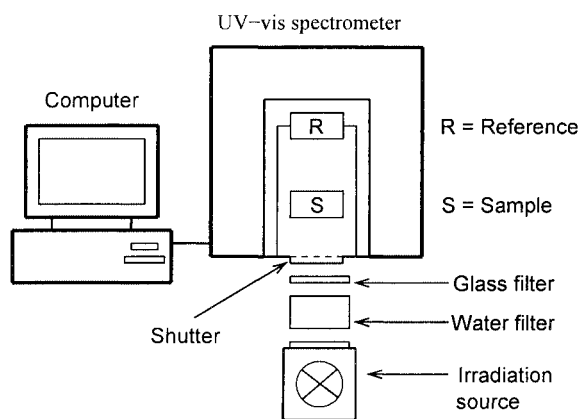 UV-vis spectrometer
Computer
R
R = Reference
S
S = Sample
Glass filter
Shutter
Water filter
Irradiation
source